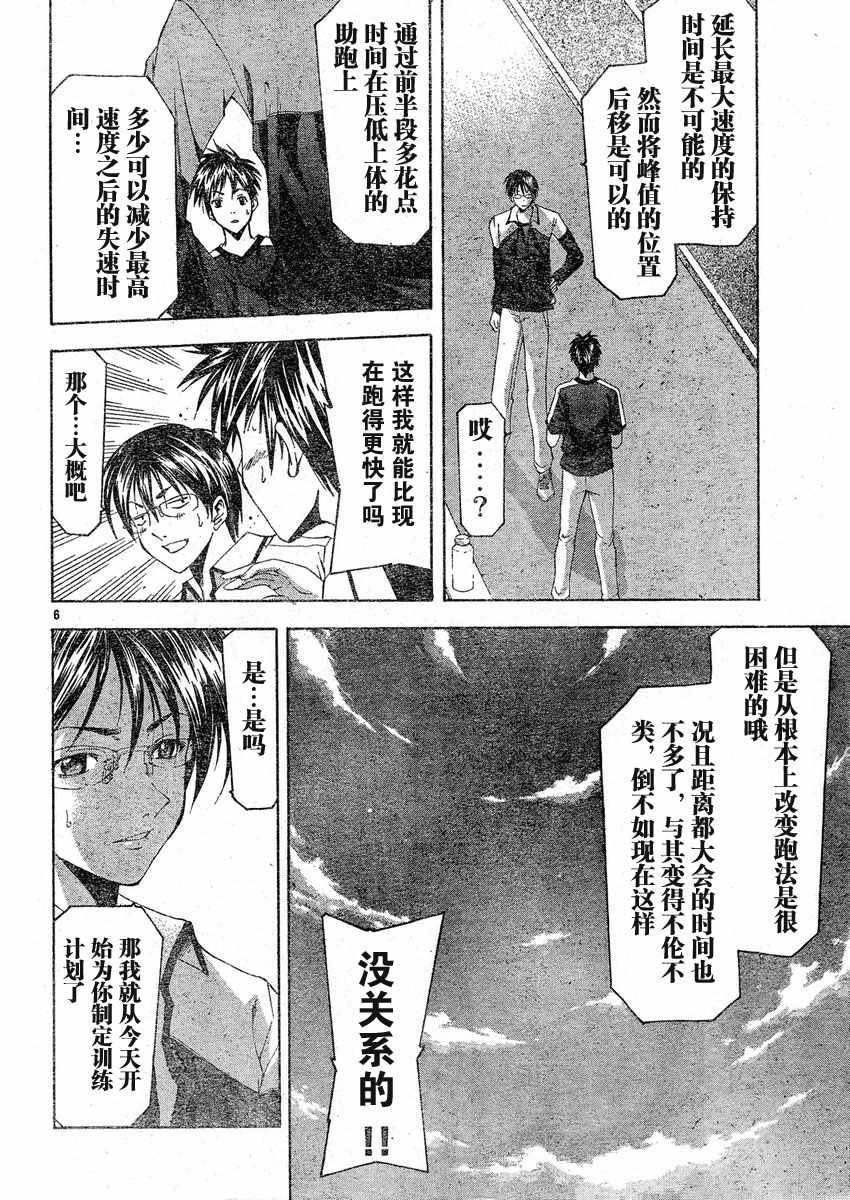 延长最大速度的保持
时间是不可能的
然而将峰值的位置
后移是可以的
哎....?
通过前半段多花点
时间在压低上体的
助跑上
多少可以减少最高
速度之后的失速时
间…
这样我就能比现
在跑得更快了吗
那个…大概吧
6
但是从根本上改变跑法是很
困难的哦
况且距离都大会的时间也
不多了，与其变得不伦不
类，倒不如现在这样
没关系的!!
是…是吗
那我就从今天开
始为你制定训练
计划了